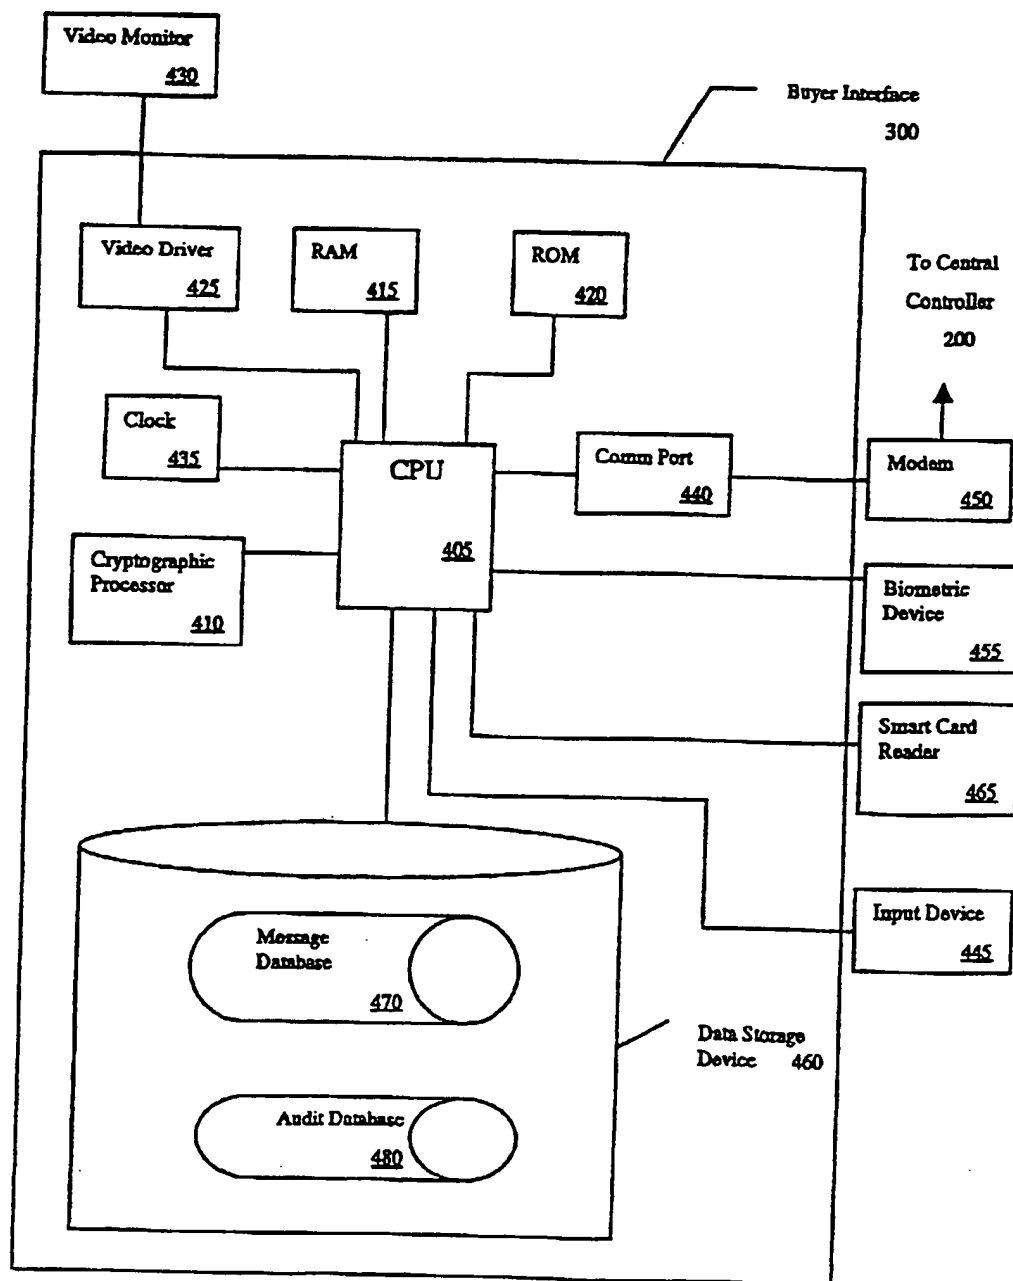 Video Monitor
430
Buyer Interface
300
Video Driver
425
RAM
415
ROM
420
To Central
Controller
200
Clock
435
CPU
405
Comm Port
440
Modem
450
Cryptographic
Processor
410
Biometric
Device
455
Smart Card
Reader
465
Input Device
445
Message
Database
470
Data Storage
Device 460
Audit Database
480